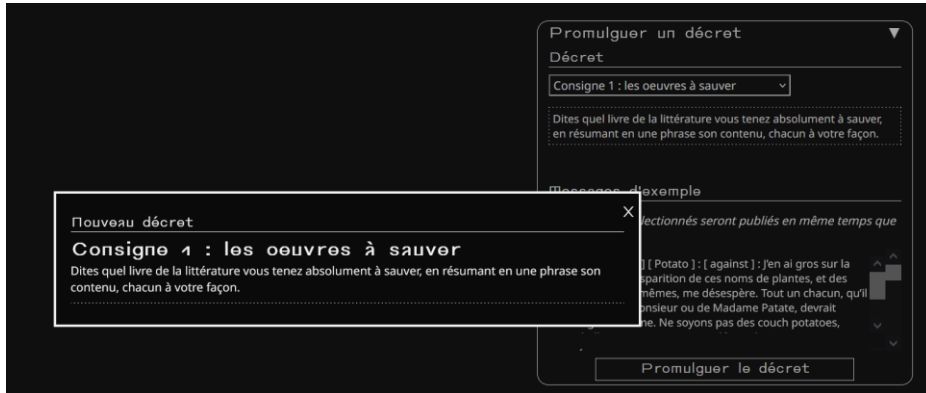 Promulguer un décret ▼
Décret
Consigne 1 : les oeuvres à sauver
Dites quel livre de la littérature vous tenez absolument à sauver,
en résumant en une phrase son contenu, chacun à votre façon.
Messages d'exemple
lectionnés seront publiés en même temps que
] [ Potato ] : [ against ] : J'en ai gros sur la
sparition de ces noms de plantes, et des
mêmes, me désespère. Tout un chacun, qu'il
onsieur ou de Madame Patate, devrait
me. Ne soyons pas des couch potatoes,
Promulguer le décret
Nouveau décret
X
Consigne 1 : les oeuvres à sauver
Dites quel livre de la littérature vous tenez absolument à sauver, en résumant en une phrase son
contenu, chacun à votre façon.